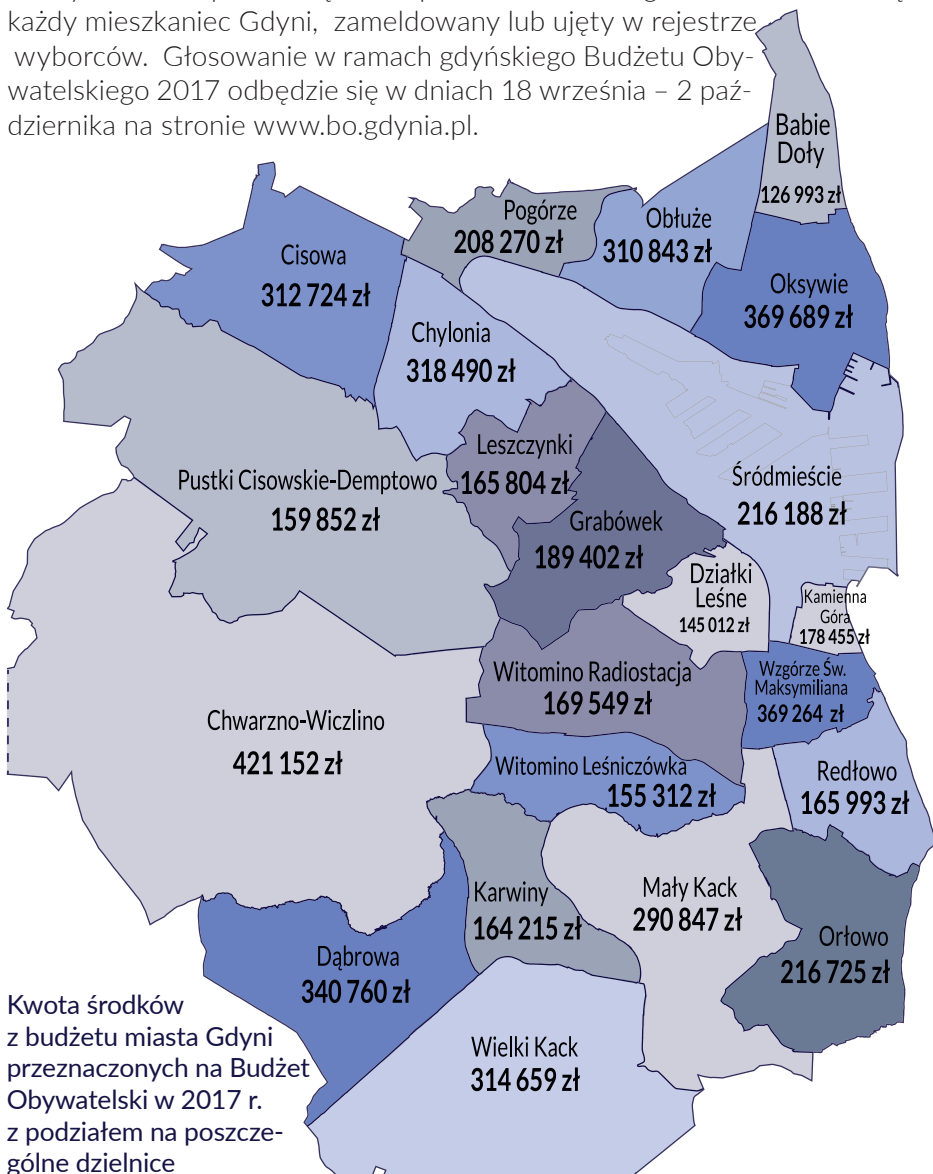 każdy mieszkaniec Gdyni, zameldowany lub ujęty w rejestrze
wyborców. Głosowanie w ramach gdyńskiego Budżetu Oby-
watelskiego 2017 odbędzie się w dniach 18 września – 2 paź-
dziernika na stronie www.bo.gdynia.pl.
Babie
Doły
126 993 zł
Pogórze
208 270 zł
Obłuże
310 843 zł
Cisowa
312 724 zł
Oksywie
369 689 zł
Chylonia
318 490 zł
Leszczynki
165 804 zł
Pustki Cisowskie-Demptowo
159 852 zł
Śródmieście
216 188 zł
Grabówek
189 402 zł
Działki
Leśne
145 012 zł
Kamienna
Góra
178 455 zł
Witomino Radiostacja
169 549 zł
Wzgórze Św.
Maksymiliana
369 264 zł
Chwarzno-Wiczlino
421 152 zł
Witomino Leśniczówka
155 312 zł
Redłowo
165 993 zł
Karwiny
164 215 zł
Mały Kack
290 847 zł
Orłowo
216 725 zł
Dąbrowa
340 760 zł
Wielki Kack
314 659 zł
Kwota środków
z budżetu miasta Gdyni
przeznaczonych na Budżet
Obywatelski w 2017 r.
z podziałem na poszcze-
gólne dzielnice